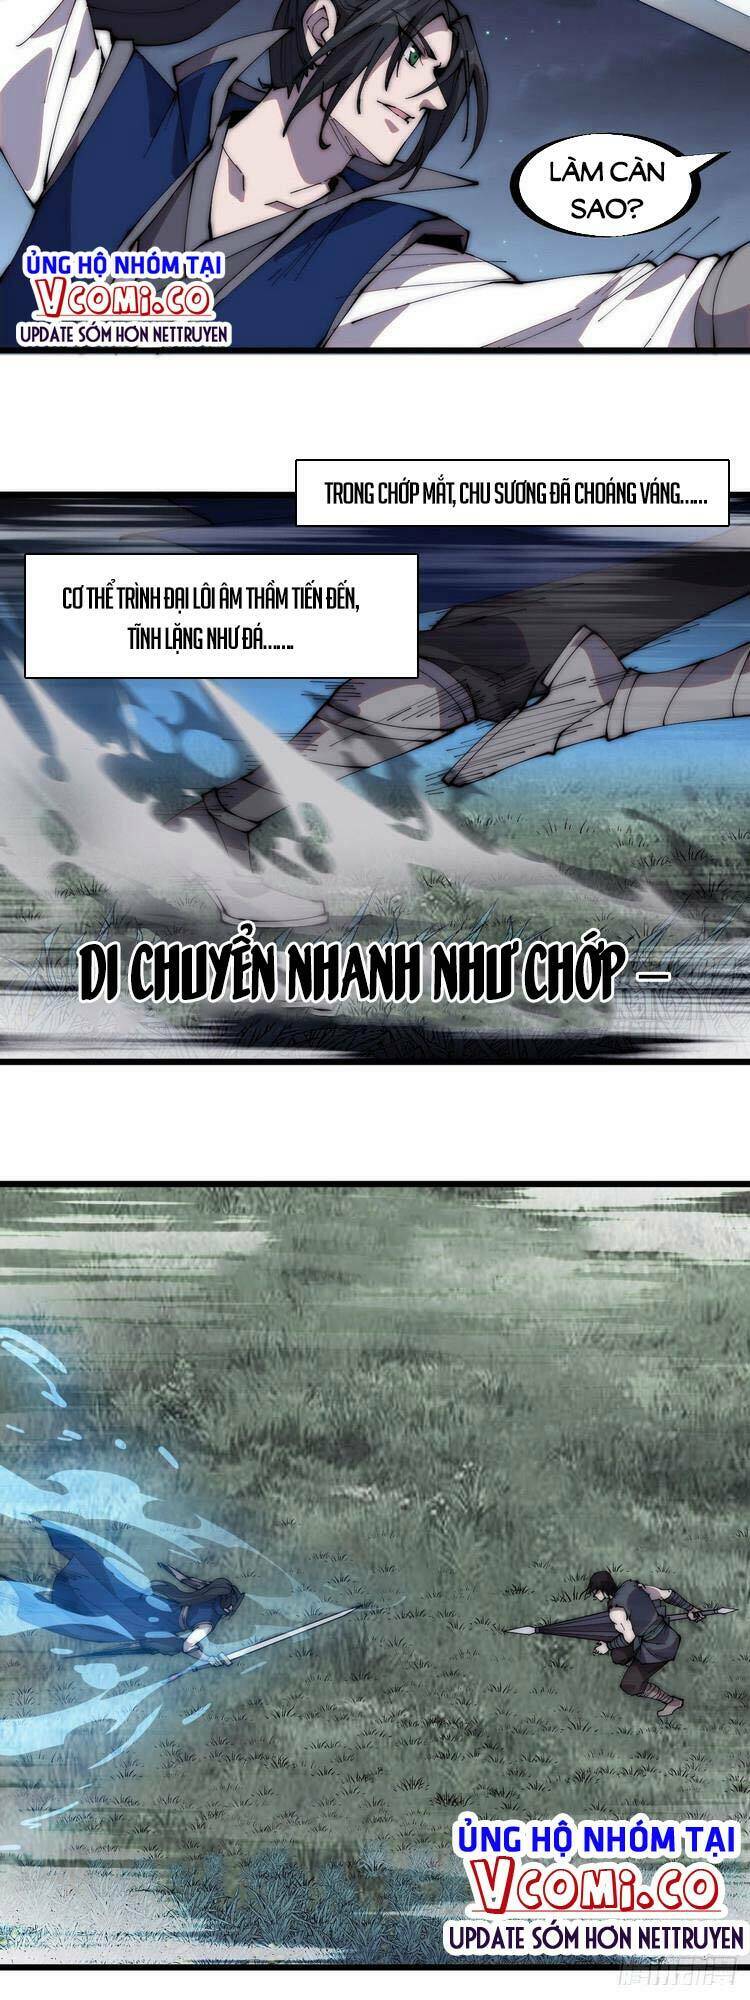 LÀM CÀN
SAO?
ỦNG HỘ NHÓM TẠI
VCOMI.CO
UPDATE SỚM HƠN NETTRUYEN
TRONG CHỚP MẮT, CHU SƯƠNG ĐÃ CHOÁNG VÁNG......
CƠ THỂ TRÌNH ĐẠI LÔI ÂM THẦM TIẾN ĐẾN,
TĨNH LẶNG NHƯ ĐÁ.......
DI CHUYỂN NHANH NHƯ CHỚP –
ỦNG HỘ NHÓM TẠI
VCOMI.CO
UPDATE SỚM HƠN NETTRUYEN